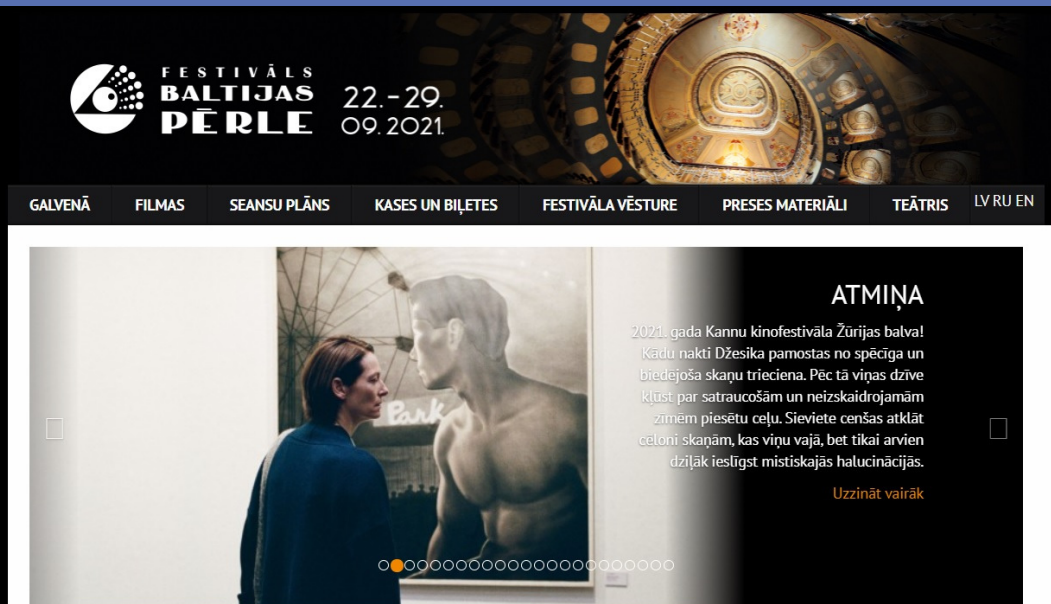 FESTIVĀLS
BALTIJAS
PĒRLE
22.-29.
09.2021.
GALVENĀ FILMAS SEANSU PLĀNS KASES UN BIĻETES FESTIVĀLA VĒSTURE PRESES MATERIĀLI TEĀTRIS LV RU EN
ATMIŅA
2021. gada Kannu kinofestivāla Žūrijas balva!
Kādu nakti Džesika pamostas no spēcīga un
biedējoša skaņu trieciena. Pēc tā viņas dzīve
kļūst par satraucošām un neizskaidrojamām
zīmēm piesētu ceļu. Sieviete cenšas atklāt
cēloni skaņām, kas viņu vajā, bet tikai arvien
dziļāk ieslīgst mistiskajās halucinācijās.
Uzzināt vairāk
Park